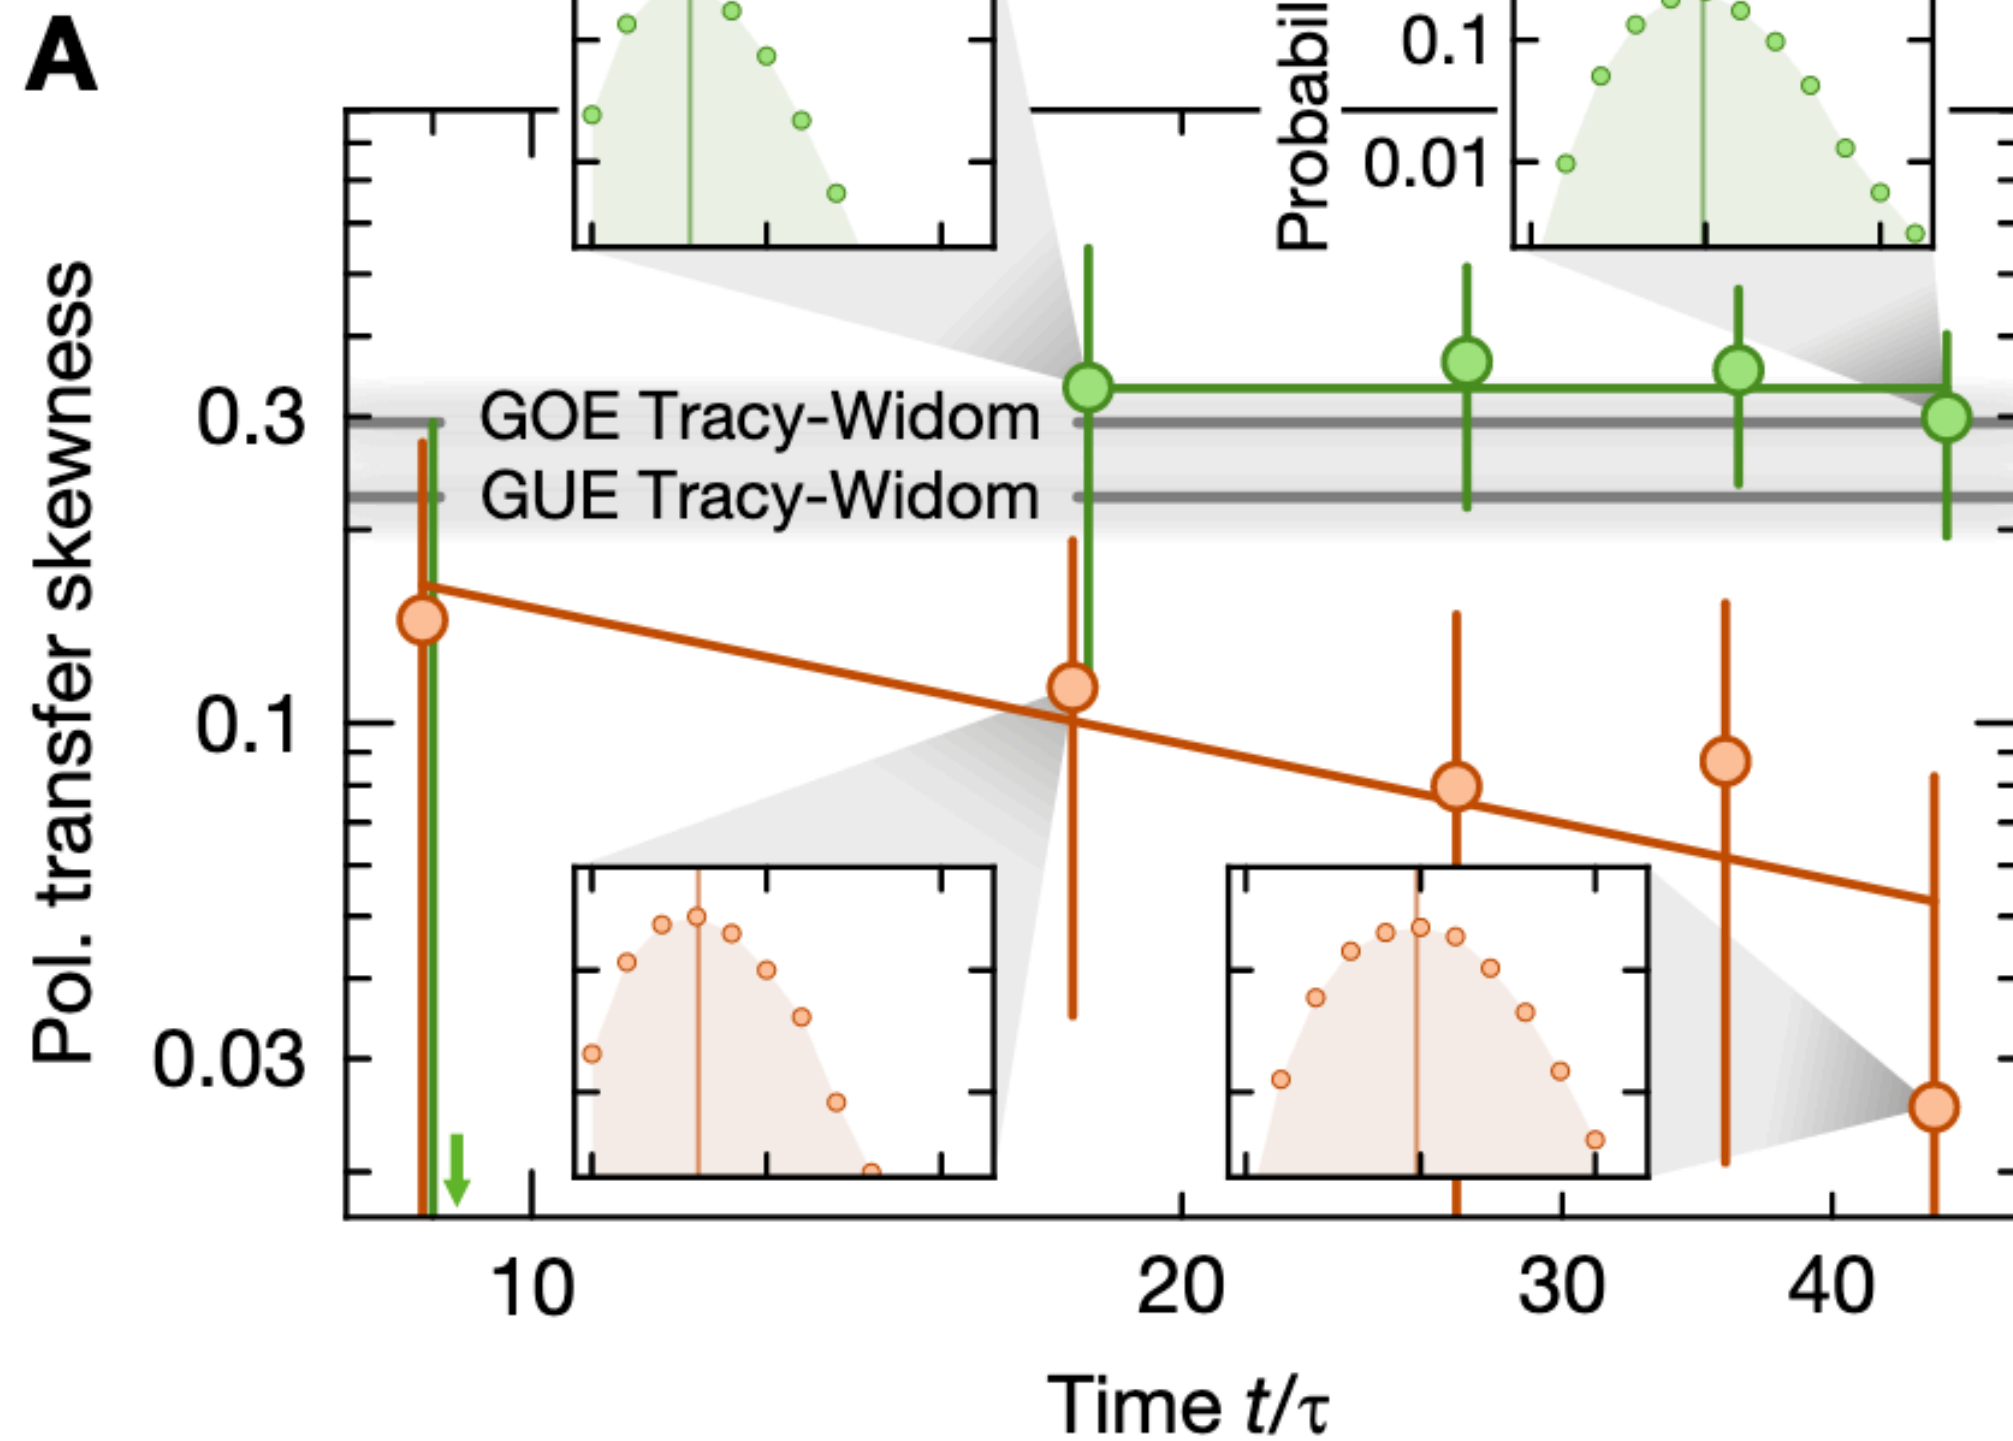 A
Probabili
0.1
0.01
Pol. transfer skewness
0.3
0.1
0.03
GOE Tracy-Widom
GUE Tracy-Widom
10
20
30
40
Time t/τ